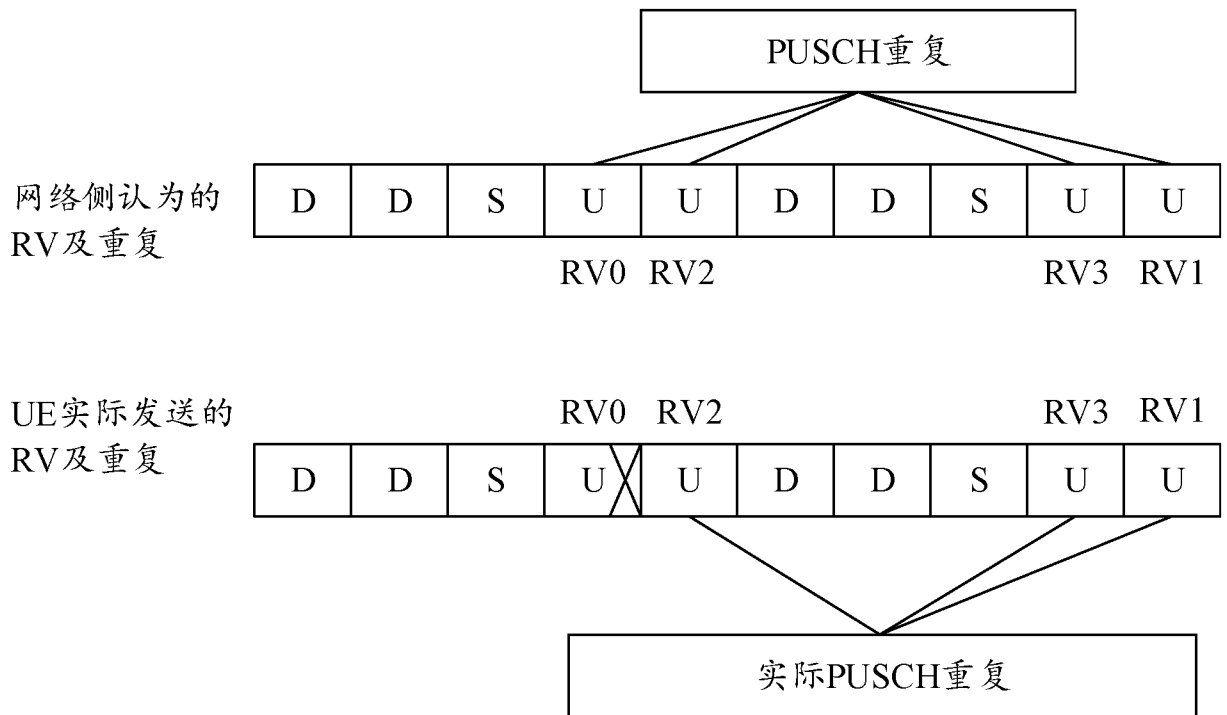 PUSCH重复
网络侧认为的
RV及重复
D D S U U D D S U U
RV0 RV2 RV3 RV1
UE实际发送的
RV及重复
RV0 RV2 RV3 RV1
D D S U U D D S U U
实际PUSCH重复